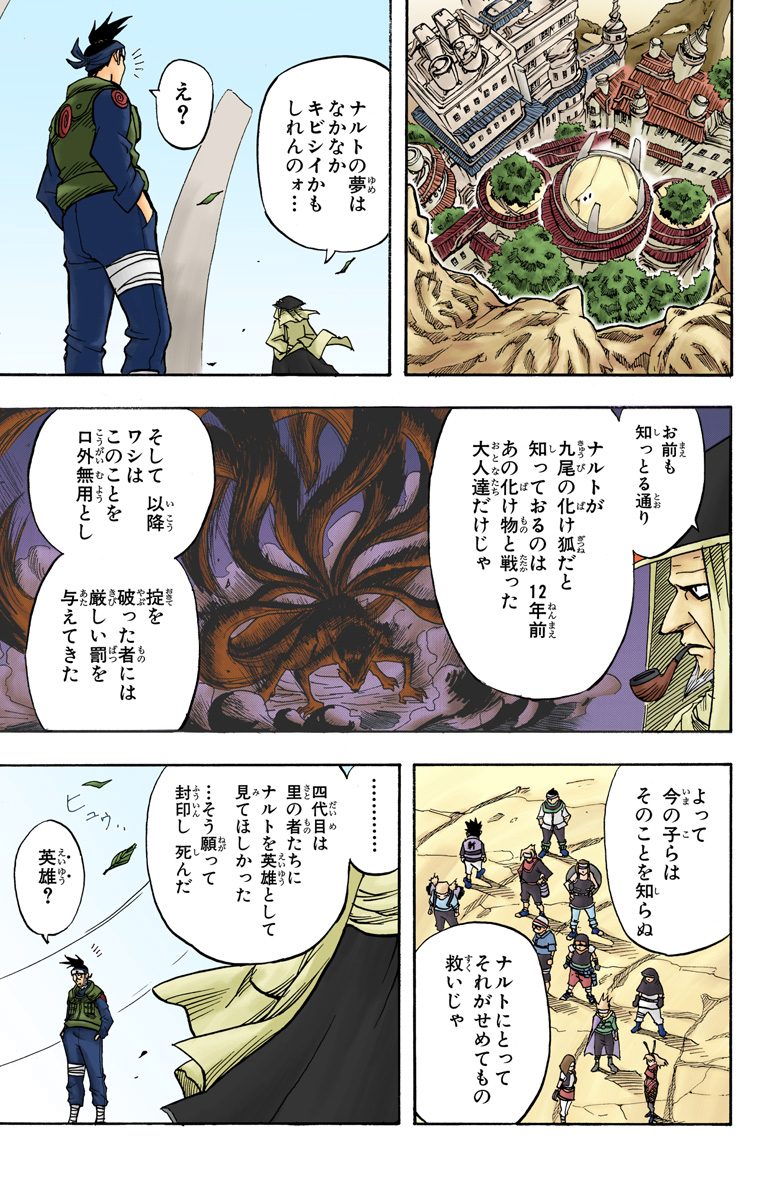 ナルトの夢は
なかなか
キビシイかも
しれんのォ…
え？
お前も
知っとる通り
ナルトが
九尾の化け狐だと
知っておるのは 12年前
あの化け物と戦った
大人達だけじゃ
そして 以降
ワシは
このことを
口外無用とし
掟を
破った者には
厳しい罰を
与えてきた
よって
今の子らは
そのことを知らぬ
ナルトにとって
それがせめてもの
救いじゃ
………
四代目は
里の者たちに
ナルトを英雄として
見てほしかった
…そう願って
封印し 死んだ
ヒュゥ‥
英雄？